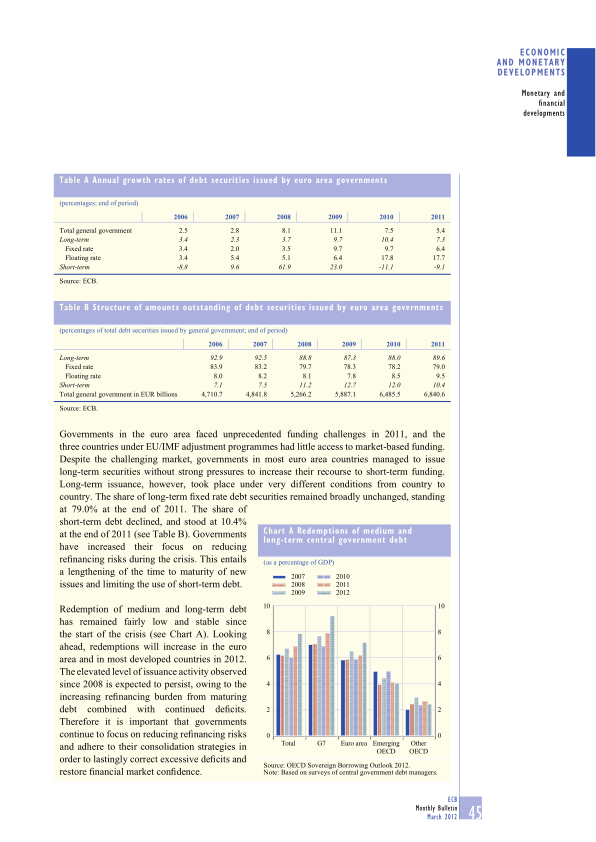 ECONOMIC
AND MONETARY
DEVELOPMENTS
Monetary and
financial
developments
Table A Annual growth rates of debt securities issued by euro area governments
(percentages; end of period)
2006 2007 2008 2009 2010 2011
Total general government 2.5 2.8 8.1 11.1 7.5 5.4
Long-term 3.4 2.3 3.7 9.7 10.4 7.3
Fixed rate 3.4 2.0 3.5 9.7 9.7 6.4
Floating rate 3.4 5.4 5.1 6.4 17.8 17.7
Short-term -8.8 9.6 61.9 23.0 -11.1 -9.1
Source: ECB.
Table B Structure of amounts outstanding of debt securities issued by euro area governments
(percentages of total debt securities issued by general government; end of period)
2006 2007 2008 2009 2010 2011
Long-term 92.9 92.5 88.8 87.3 88.0 89.6
Fixed rate 83.9 83.2 79.7 78.3 78.2 79.0
Floating rate 8.0 8.2 8.1 7.8 8.5 9.5
Short-term 7.1 7.5 11.2 12.7 12.0 10.4
Total general government in EUR billions 4,710.7 4,841.8 5,266.2 5,887.1 6,485.5 6,840.6
Source: ECB.
Governments in the euro area faced unprecedented funding challenges in 2011, and the
three countries under EU/IMF adjustment programmes had little access to market-based funding.
Despite the challenging market, governments in most euro area countries managed to issue
long-term securities without strong pressures to increase their recourse to short-term funding.
Long-term issuance, however, took place under very different conditions from country to
country. The share of long-term fixed rate debt securities remained broadly unchanged, standing
at 79.0% at the end of 2011. The share of
short-term debt declined, and stood at 10.4%
at the end of 2011 (see Table B). Governments
have increased their focus on reducing
refinancing risks during the crisis. This entails
a lengthening of the time to maturity of new
issues and limiting the use of short-term debt.
Redemption of medium and long-term debt
has remained fairly low and stable since
the start of the crisis (see Chart A). Looking
ahead, redemptions will increase in the euro
area and in most developed countries in 2012.
The elevated level of issuance activity observed
since 2008 is expected to persist, owing to the
increasing refinancing burden from maturing
debt combined with continued deficits.
Therefore it is important that governments
continue to focus on reducing refinancing risks
and adhere to their consolidation strategies in
order to lastingly correct excessive deficits and
restore financial market confidence.
Chart A Redemptions of medium and
long-term central government debt
(as a percentage of GDP)
2007 2010
2008 2011
2009 2012
10 10
8 8
6 6
4 4
2 2
0 0
Total G7 Euro area Emerging Other
OECD OECD
Source: OECD Sovereign Borrowing Outlook 2012.
Note: Based on surveys of central government debt managers.
ECB
Monthly Bulletin
March 2012 45